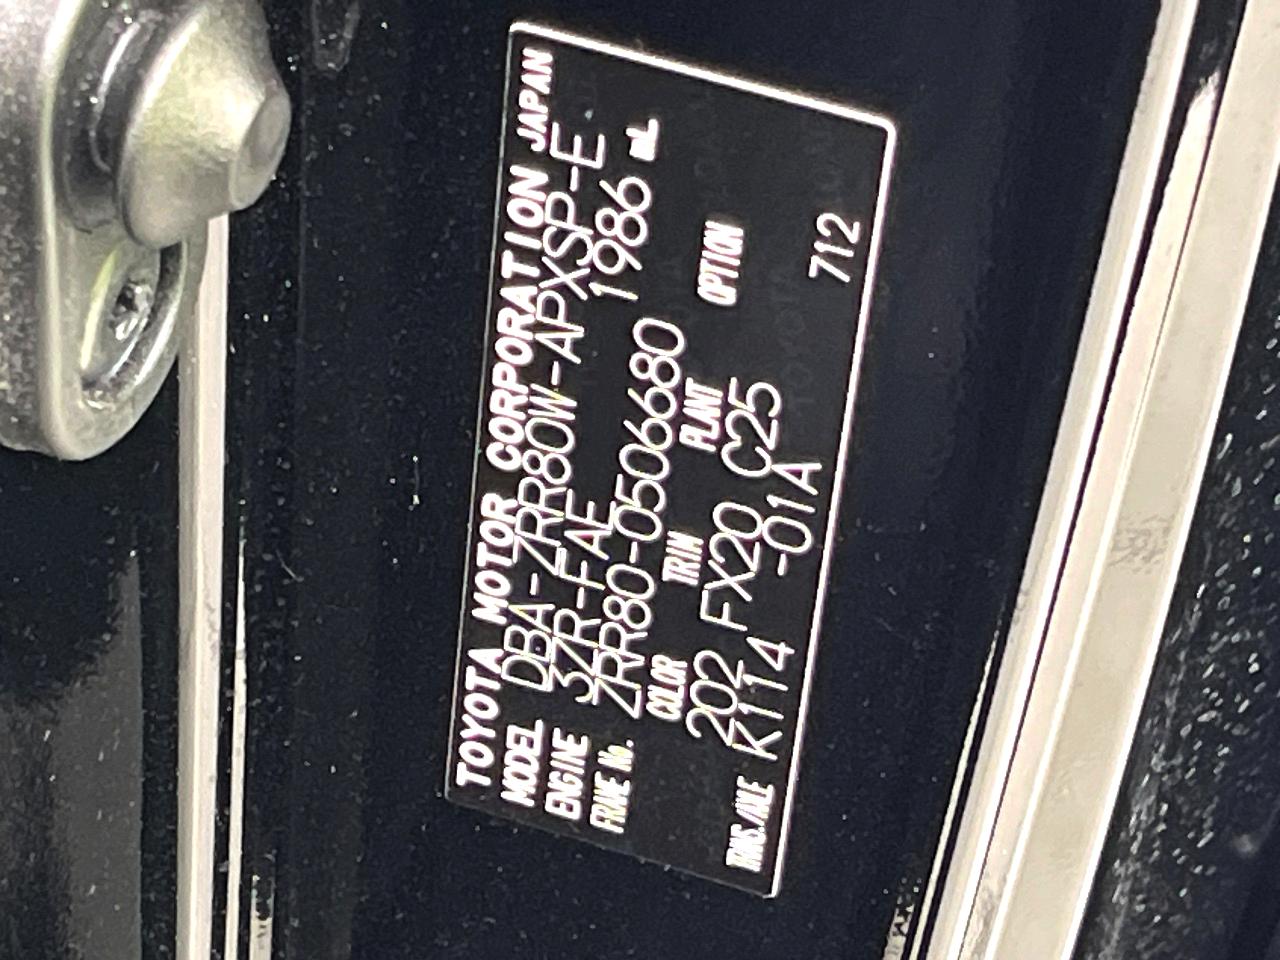 TOYOTA MOTOR CORPORATION JAPAN
MODEL DBA-ZRR80W-APXSP-E
ENGINE 3ZR-FAE 1986 mL
FRAME No. ZRR80-0506680
COLOR TRIM PLANT OPTION
202 FX20 C25
TRANS./AXLE K114 -01A 712